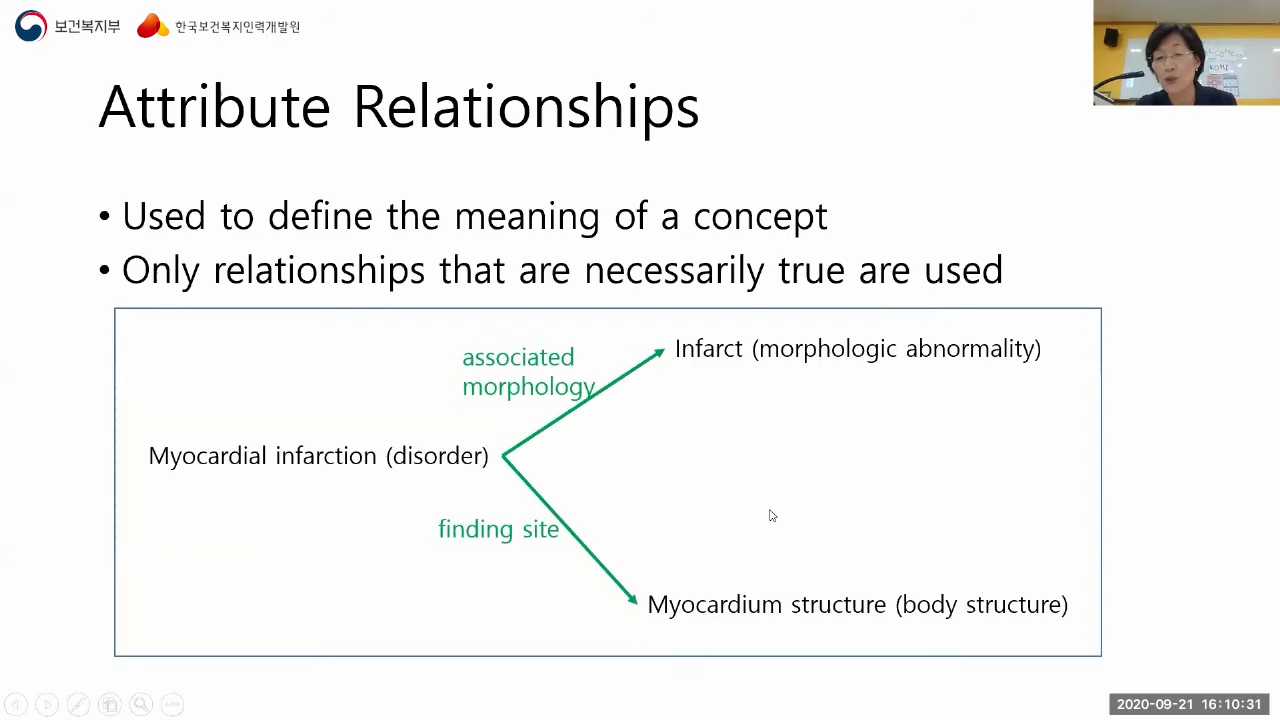 보건복지부 한국보건복지인력개발원
Attribute Relationships
• Used to define the meaning of a concept
• Only relationships that are necessarily true are used
associated
morphology
Infarct (morphologic abnormality)
Myocardial infarction (disorder)
finding site
Myocardium structure (body structure)
2020-09-21 16:10:31